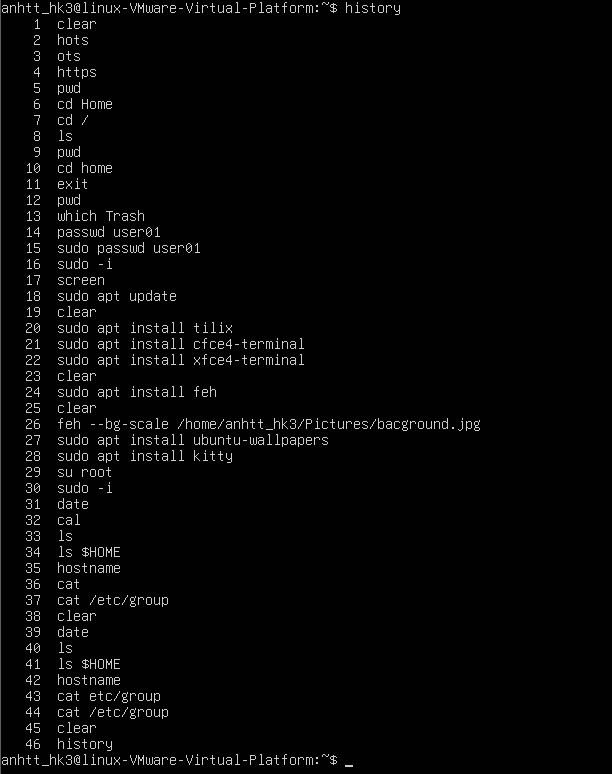 anhtt_hk3@linux-VMware-Virtual-Platform:~$ history
1 clear
2 hots
3 ots
4 https
5 pwd
6 cd Home
7 cd /
8 ls
9 pwd
10 cd home
11 exit
12 pwd
13 which Trash
14 passwd user01
15 sudo passwd user01
16 sudo -i
17 screen
18 sudo apt update
19 clear
20 sudo apt install tilix
21 sudo apt install cfce4-terminal
22 sudo apt install xfce4-terminal
23 clear
24 sudo apt install feh
25 clear
26 feh --bg-scale /home/anhtt_hk3/Pictures/bacground.jpg
27 sudo apt install ubuntu-wallpapers
28 sudo apt install kitty
29 su root
30 sudo -i
31 date
32 cal
33 ls
34 ls $HOME
35 hostname
36 cat
37 cat /etc/group
38 clear
39 date
40 ls
41 ls $HOME
42 hostname
43 cat etc/group
44 cat /etc/group
45 clear
46 history
anhtt_hk3@linux-VMware-Virtual-Platform:~$ _